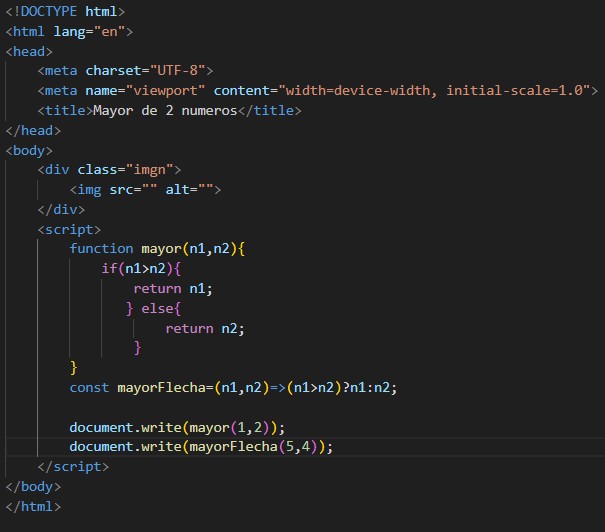 <!DOCTYPE html>
<html lang="en">
<head>
    <meta charset="UTF-8">
    <meta name="viewport" content="width=device-width, initial-scale=1.0">
    <title>Mayor de 2 numeros</title>
</head>
<body>
    <div class="imgn">
        <img src="" alt="">
    </div>
    <script>
        function mayor(n1,n2){
            if(n1>n2){
                return n1;
               } else{
                    return n2;
                }
        }
        const mayorFlecha=(n1,n2)=>(n1>n2)?n1:n2;

        document.write(mayor(1,2));
        document.write(mayorFlecha(5,4));
    </script>
</body>
</html>